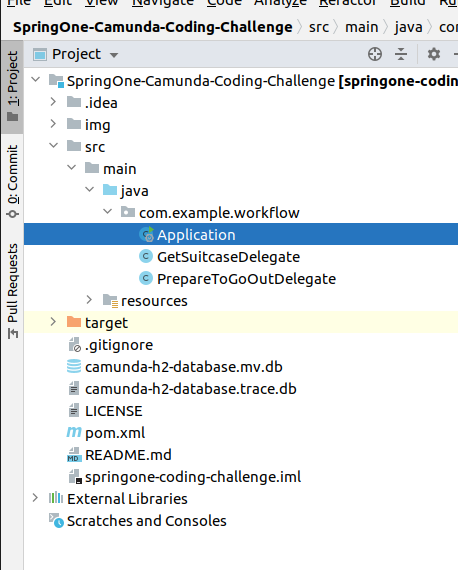 File Edit View Navigate Code Analyze Refactor Build Ru
SpringOne-Camunda-Coding-Challenge src main java co
1: Project
0: Commit
Pull Requests
Project
SpringOne-Camunda-Coding-Challenge [springone-codin
.idea
img
src
main
java
com.example.workflow
Application
GetSuitcaseDelegate
PrepareToGoOutDelegate
resources
target
.gitignore
camunda-h2-database.mv.db
camunda-h2-database.trace.db
LICENSE
pom.xml
README.md
springone-coding-challenge.iml
External Libraries
Scratches and Consoles